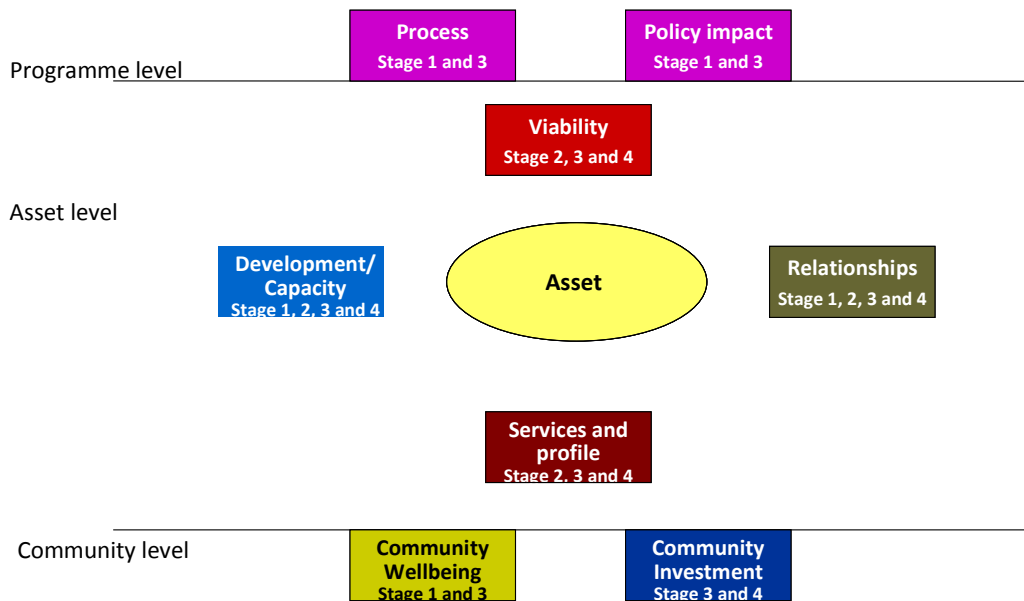 Process
Stage 1 and 3
Policy impact
Stage 1 and 3
Programme level
Viability
Stage 2, 3 and 4
Asset level
Development/
Capacity
Stage 1, 2, 3 and 4
Asset
Relationships
Stage 1, 2, 3 and 4
Services and
profile
Stage 2, 3 and 4
Community level
Community
Wellbeing
Stage 1 and 3
Community
Investment
Stage 3 and 4